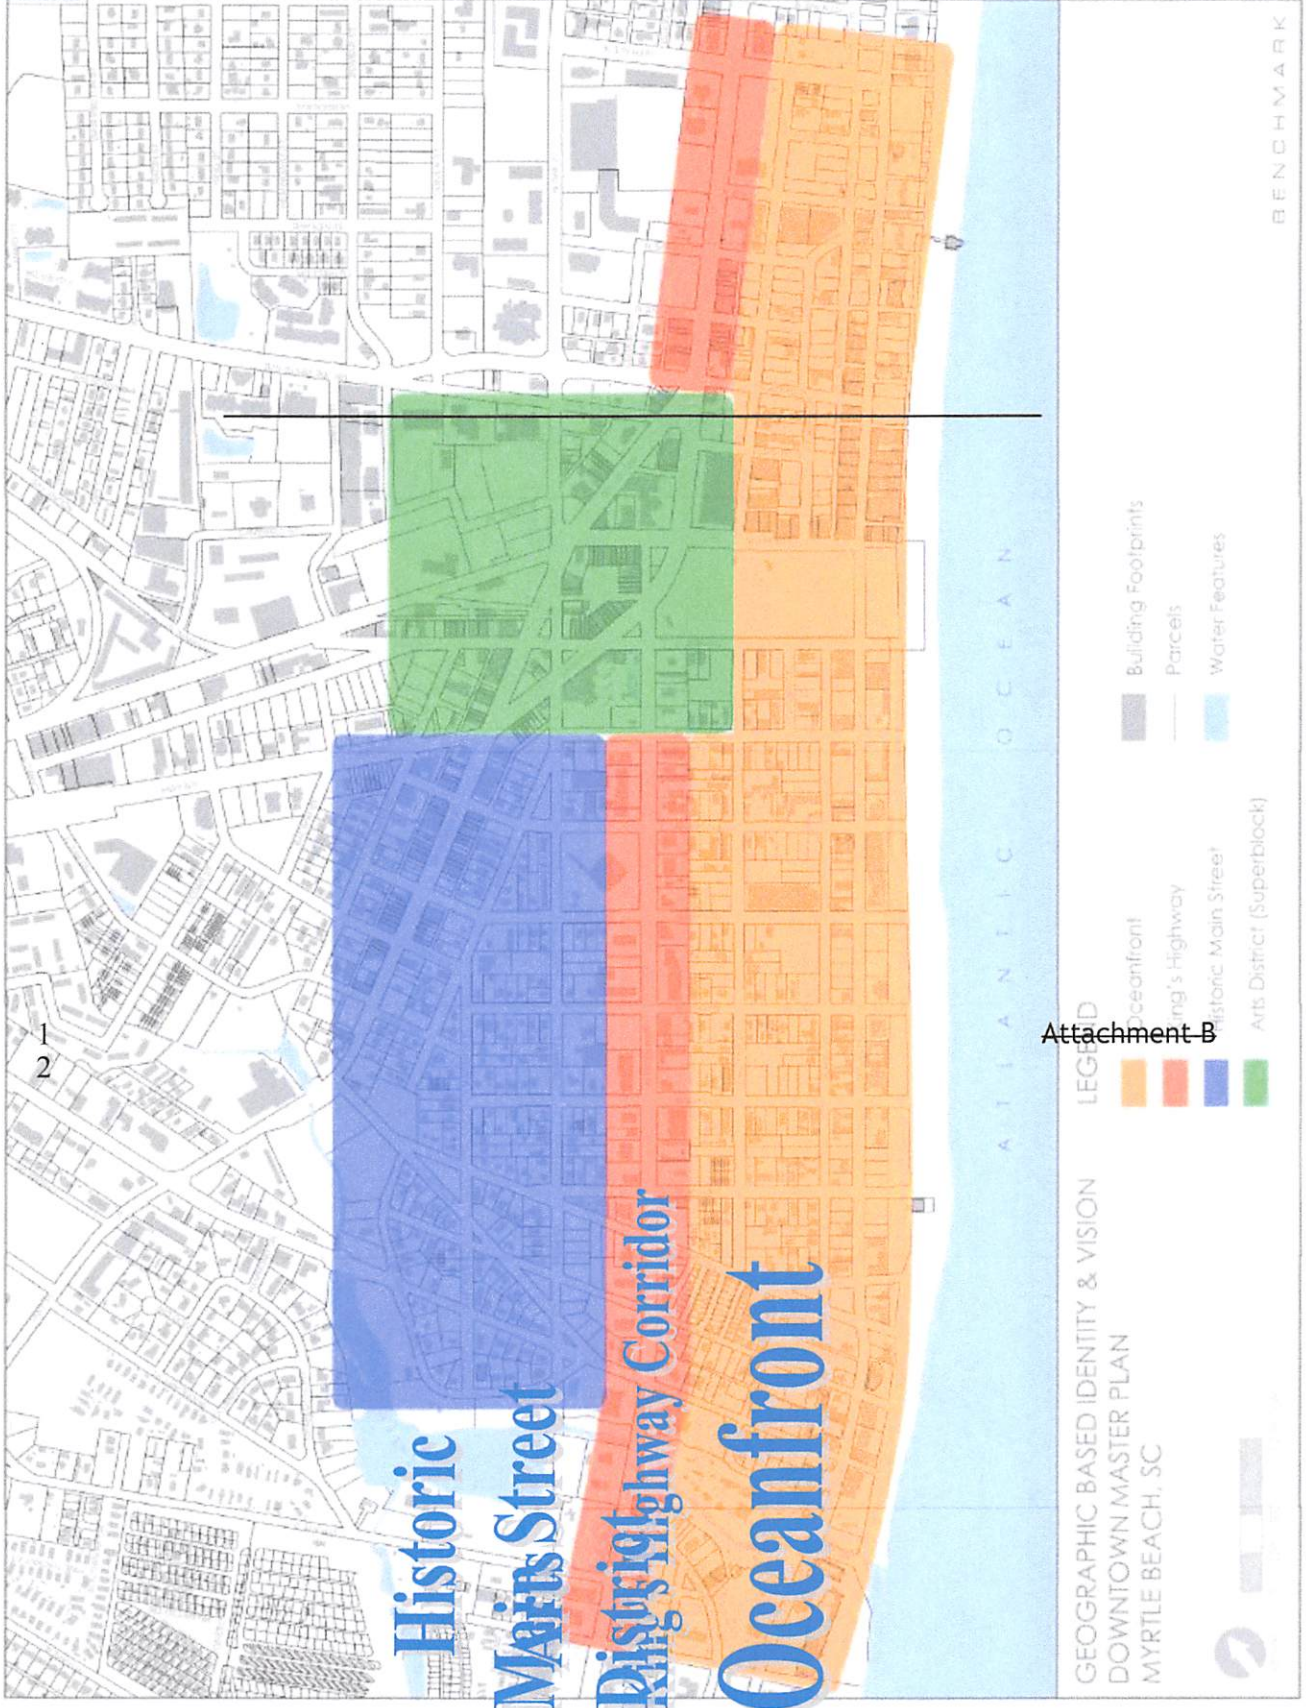 1
2
Historic
Main Street
Arts
District
King's Highway Corridor
Oceanfront
ATLANTIC OCEAN
Attachment B
GEOGRAPHIC BASED IDENTITY & VISION
DOWNTOWN MASTER PLAN
MYRTLE BEACH, SC
LEGEND
Oceanfront
King's Highway
Historic Main Street
Arts District (Superblock)
Building Footprints
Parcels
Water Features
BENCHMARK